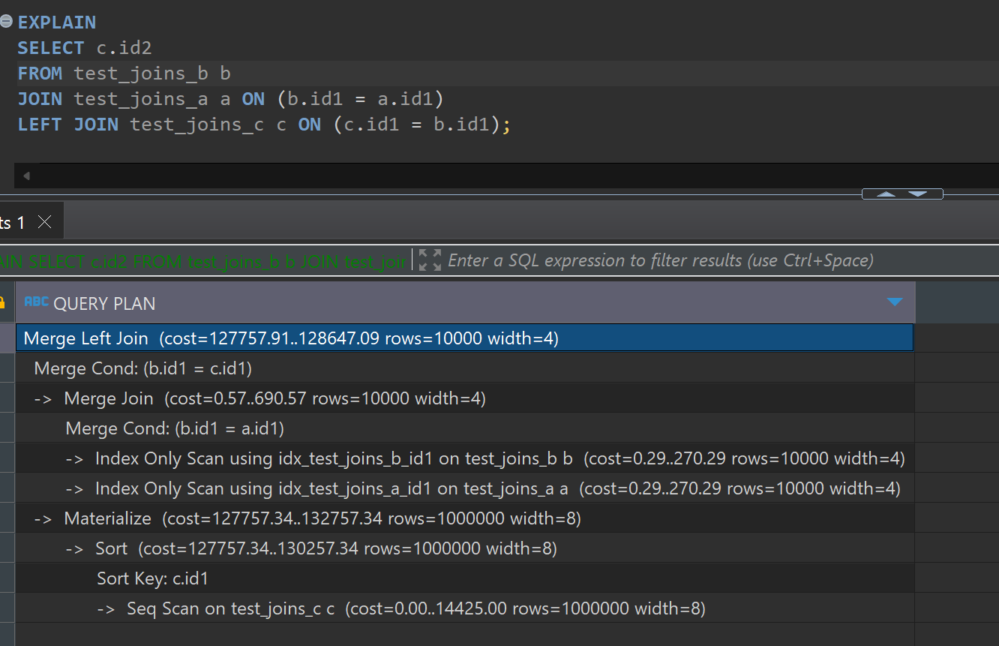 EXPLAIN
SELECT c.id2
FROM test_joins_b b
JOIN test_joins_a a ON (b.id1 = a.id1)
LEFT JOIN test_joins_c c ON (c.id1 = b.id1);
ts 1
AIN SELECT c.id2 FROM test_joins_b b JOIN test_joir Enter a SQL expression to filter results (use Ctrl+Space)
ABC QUERY PLAN
Merge Left Join (cost=127757.91..128647.09 rows=10000 width=4)
Merge Cond: (b.id1 = c.id1)
-> Merge Join (cost=0.57..690.57 rows=10000 width=4)
Merge Cond: (b.id1 = a.id1)
-> Index Only Scan using idx_test_joins_b_id1 on test_joins_b b (cost=0.29..270.29 rows=10000 width=4)
-> Index Only Scan using idx_test_joins_a_id1 on test_joins_a a (cost=0.29..270.29 rows=10000 width=4)
-> Materialize (cost=127757.34..132757.34 rows=1000000 width=8)
-> Sort (cost=127757.34..130257.34 rows=1000000 width=8)
Sort Key: c.id1
-> Seq Scan on test_joins_c c (cost=0.00..14425.00 rows=1000000 width=8)